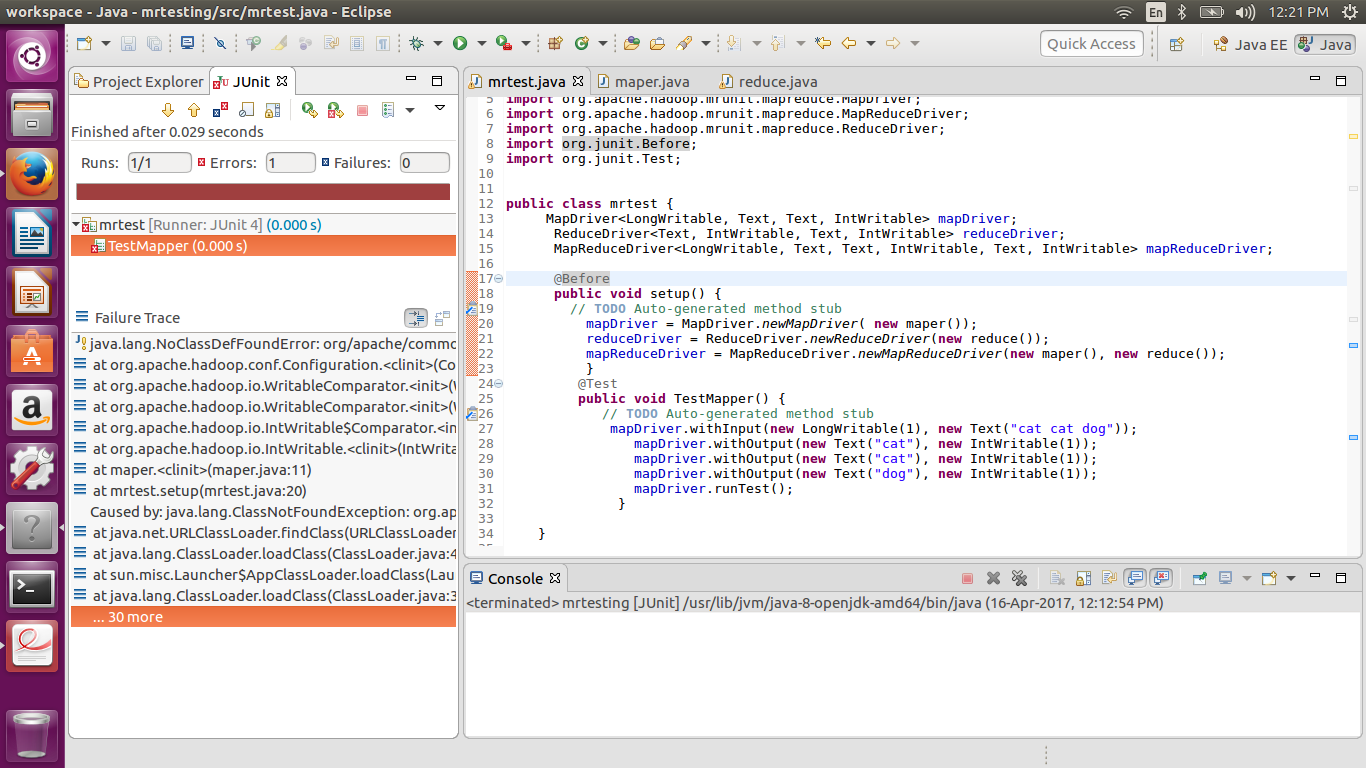 workspace - Java - mrtesting/src/mrtest.java - Eclipse
En
12:21 PM
Quick Access
Java EE
Java
Project Explorer
JUnit
Finished after 0.029 seconds
Runs: 1/1
Errors: 1
Failures: 0
mrtest [Runner: JUnit 4] (0.000 s)
TestMapper (0.000 s)
Failure Trace
java.lang.NoClassDefFoundError: org/apache/commo
at org.apache.hadoop.conf.Configuration.<clinit>(Co
at org.apache.hadoop.io.WritableComparator.<init>(W
at org.apache.hadoop.io.WritableComparator.<init>(W
at org.apache.hadoop.io.IntWritable$Comparator.<in
at org.apache.hadoop.io.IntWritable.<clinit>(IntWrita
at maper.<clinit>(maper.java:11)
at mrtest.setup(mrtest.java:20)
Caused by: java.lang.ClassNotFoundException: org.ap
at java.net.URLClassLoader.findClass(URLClassLoader
at java.lang.ClassLoader.loadClass(ClassLoader.java:4
at sun.misc.Launcher$AppClassLoader.loadClass(Lau
at java.lang.ClassLoader.loadClass(ClassLoader.java:3
... 30 more
mrtest.java
maper.java
reduce.java
5 import org.apache.hadoop.mrunit.mapreduce.MapDriver;
6 import org.apache.hadoop.mrunit.mapreduce.MapReduceDriver;
7 import org.apache.hadoop.mrunit.mapreduce.ReduceDriver;
8 import org.junit.Before;
9 import org.junit.Test;
10
11
12 public class mrtest {
13 MapDriver<LongWritable, Text, Text, IntWritable> mapDriver;
14 ReduceDriver<Text, IntWritable, Text, IntWritable> reduceDriver;
15 MapReduceDriver<LongWritable, Text, Text, IntWritable, Text, IntWritable> mapReduceDriver;
16
17 @Before
18 public void setup() {
19 // TODO Auto-generated method stub
20 mapDriver = MapDriver.newMapDriver( new maper());
21 reduceDriver = ReduceDriver.newReduceDriver(new reduce());
22 mapReduceDriver = MapReduceDriver.newMapReduceDriver(new maper(), new reduce());
23 }
24 @Test
25 public void TestMapper() {
26 // TODO Auto-generated method stub
27 mapDriver.withInput(new LongWritable(1), new Text("cat cat dog"));
28 mapDriver.withOutput(new Text("cat"), new IntWritable(1));
29 mapDriver.withOutput(new Text("cat"), new IntWritable(1));
30 mapDriver.withOutput(new Text("dog"), new IntWritable(1));
31 mapDriver.runTest();
32 }
33
34 }
Console
<terminated> mrtesting [JUnit] /usr/lib/jvm/java-8-openjdk-amd64/bin/java (16-Apr-2017, 12:12:54 PM)